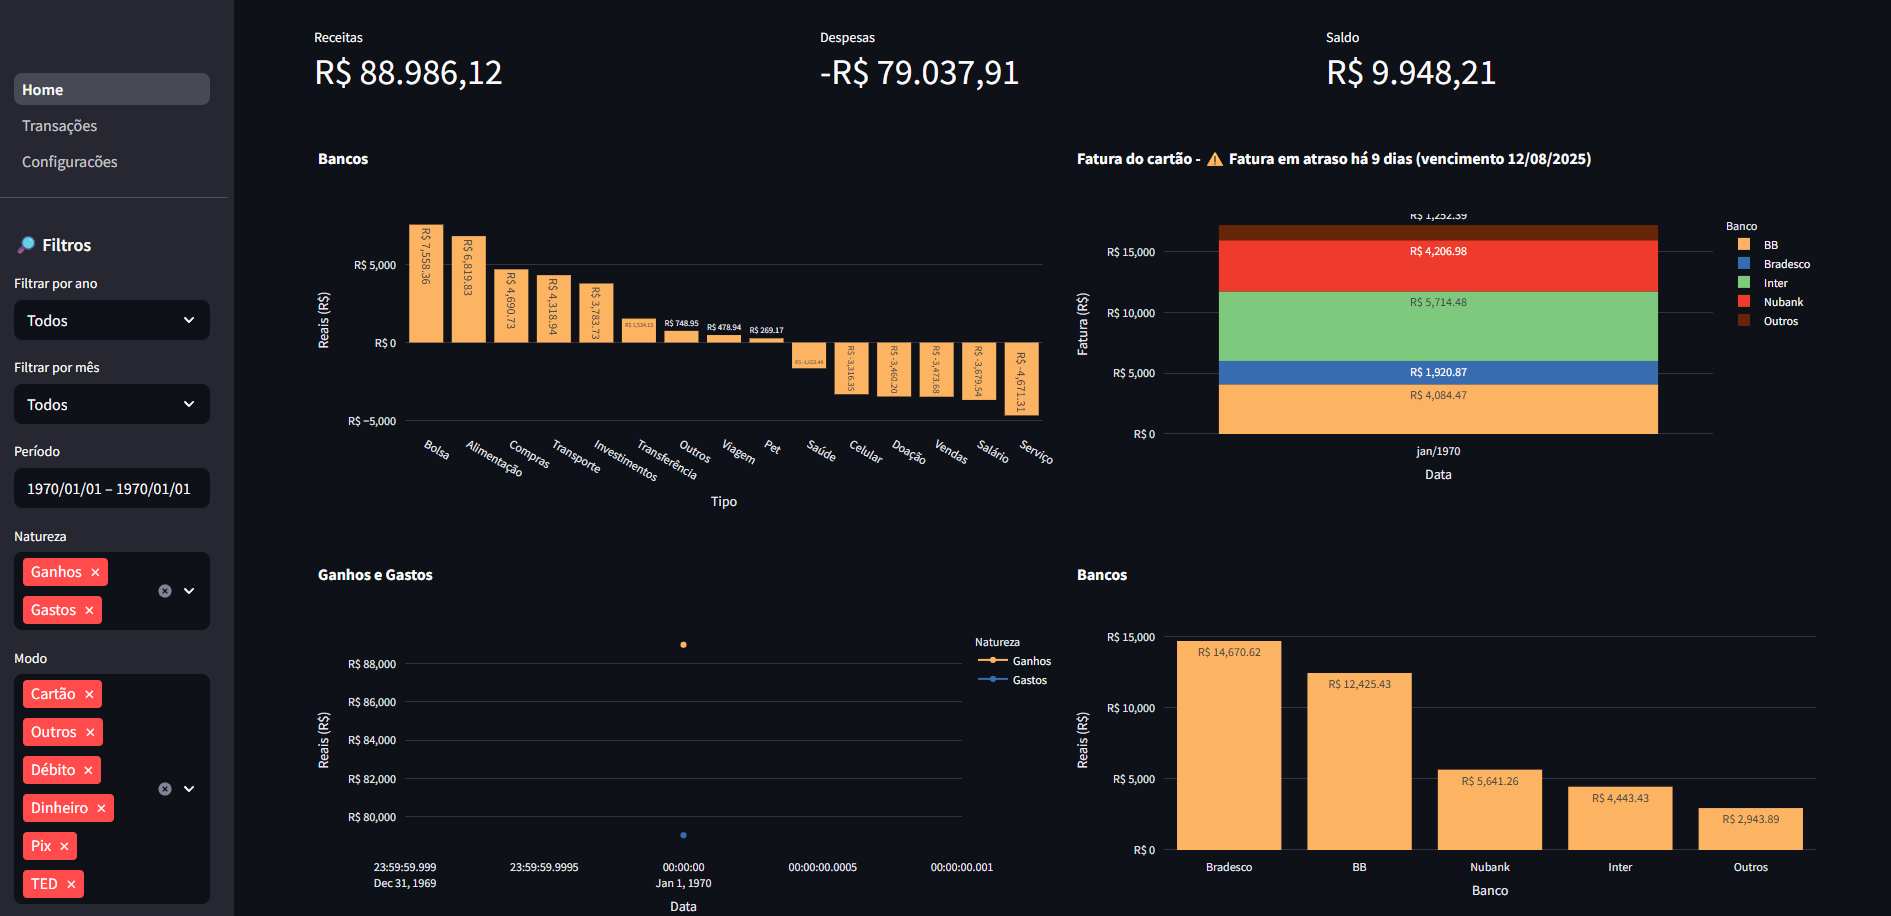 Home
Transações
Configuracões
Filtros
Filtrar por ano
Todos
Filtrar por mês
Todos
Período
1970/01/01 – 1970/01/01
Natureza
Ganhos
Gastos
Modo
Cartão
Outros
Débito
Dinheiro
Pix
TED
Receitas
R$ 88.986,12
Despesas
-R$ 79.037,91
Saldo
R$ 9.948,21
Bancos
Reais (R$)
R$ 5,000
R$ 0
R$ −5,000
R$ 7,558.36
R$ 6,819.83
R$ 4,690.73
R$ 4,318.94
R$ 3,783.73
R$ 748.95
R$ 478.94
R$ 269.17
R$ -3,316.35
R$ -3,460.20
R$ -3,473.68
R$ -3,679.54
R$ -4,671.31
Bolsa
Alimentação
Compras
Transporte
Investimentos
Transferência
Outros
Viagem
Pet
Saúde
Celular
Doação
Vendas
Salário
Serviço
Tipo
Fatura do cartão - ⚠ Fatura em atraso há 9 dias (vencimento 12/08/2025)
Fatura (R$)
R$ 15,000
R$ 10,000
R$ 5,000
R$ 0
R$ 1,252.39
R$ 4,206.98
R$ 5,714.48
R$ 1,920.87
R$ 4,084.47
jan/1970
Data
Banco
BB
Bradesco
Inter
Nubank
Outros
Ganhos e Gastos
Reais (R$)
R$ 88,000
R$ 86,000
R$ 84,000
R$ 82,000
R$ 80,000
23:59:59.999
Dec 31, 1969
23:59:59.9995
00:00:00
Jan 1, 1970
00:00:00.0005
00:00:00.001
Data
Natureza
Ganhos
Gastos
Bancos
Reais (R$)
R$ 15,000
R$ 10,000
R$ 5,000
R$ 0
R$ 14,670.62
R$ 12,425.43
R$ 5,641.26
R$ 4,443.43
R$ 2,943.89
Bradesco
BB
Nubank
Inter
Outros
Banco